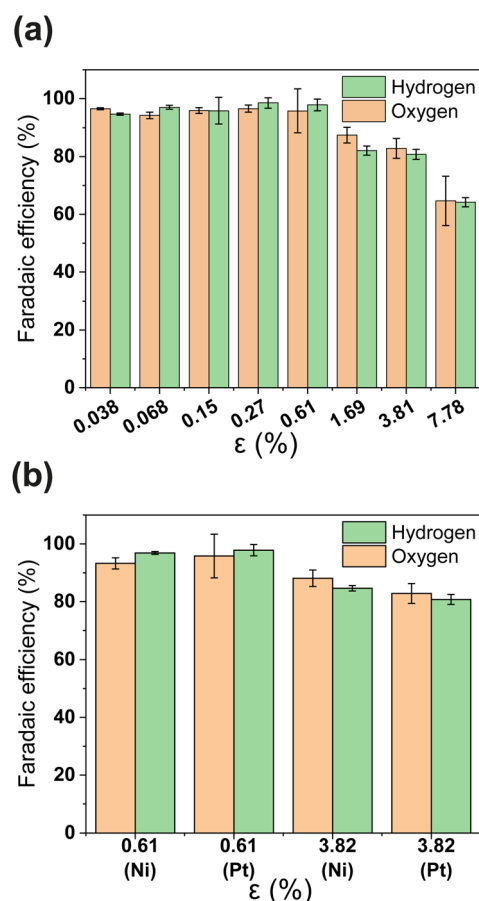 (a)
Hydrogen
Oxygen
Faradaic efficiency (%)
100
80
60
40
20
0
0.038 0.068 0.15 0.27 0.61 1.69 3.81 7.78
ε (%)
(b)
Hydrogen
Oxygen
Faradaic efficiency (%)
100
80
60
40
20
0
0.61 0.61 3.82 3.82
(Ni) (Pt) (Ni) (Pt)
ε (%)